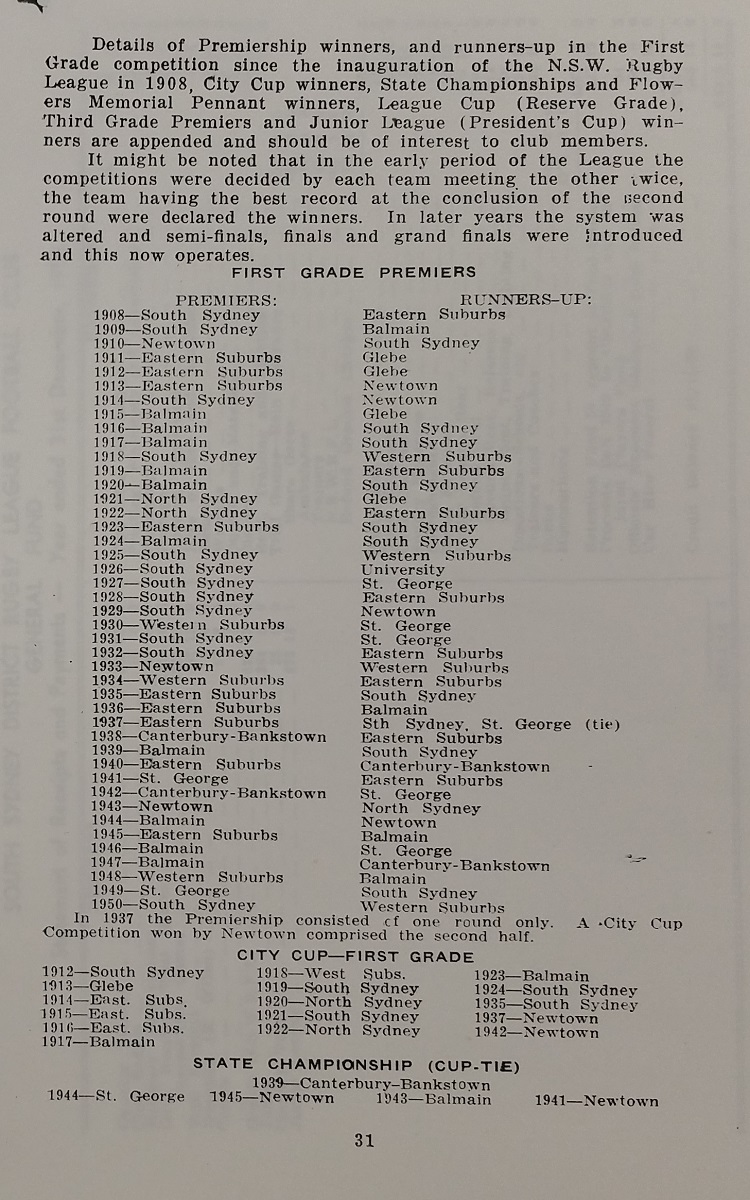 Details of Premiership winners, and runners-up in the First
Grade competition since the inauguration of the N.S.W. Rugby
League in 1908, City Cup winners, State Championships and Flow-
ers Memorial Pennant winners, League Cup (Reserve Grade),
Third Grade Premiers and Junior League (President's Cup) win-
ners are appended and should be of interest to club members.
It might be noted that in the early period of the League the
competitions were decided by each team meeting the other twice,
the team having the best record at the conclusion of the second
round were declared the winners. In later years the system was
altered and semi-finals, finals and grand finals were introduced
and this now operates.
FIRST GRADE PREMIERS
PREMIERS: RUNNERS-UP:
1908—South Sydney Eastern Suburbs
1909—South Sydney Balmain
1910—Newtown South Sydney
1911—Eastern Suburbs Glebe
1912—Eastern Suburbs Glebe
1913—Eastern Suburbs Newtown
1914—South Sydney Newtown
1915—Balmain Glebe
1916—Balmain South Sydney
1917—Balmain South Sydney
1918—South Sydney Western Suburbs
1919—Balmain Eastern Suburbs
1920—Balmain South Sydney
1921—North Sydney Glebe
1922—North Sydney Eastern Suburbs
1923—Eastern Suburbs South Sydney
1924—Balmain South Sydney
1925—South Sydney Western Suburbs
1926—South Sydney University
1927—South Sydney St. George
1928—South Sydney Eastern Suburbs
1929—South Sydney Newtown
1930—Western Suburbs St. George
1931—South Sydney St. George
1932—South Sydney Eastern Suburbs
1933—Newtown Western Suburbs
1934—Western Suburbs Eastern Suburbs
1935—Eastern Suburbs South Sydney
1936—Eastern Suburbs Balmain
1937—Eastern Suburbs Sth Sydney, St. George (tie)
1938—Canterbury-Bankstown Eastern Suburbs
1939—Balmain South Sydney
1940—Eastern Suburbs Canterbury-Bankstown
1941—St. George Eastern Suburbs
1942—Canterbury-Bankstown St. George
1943—Newtown North Sydney
1944—Balmain Newtown
1945—Eastern Suburbs Balmain
1946—Balmain St. George
1947—Balmain Canterbury-Bankstown
1948—Western Suburbs Balmain
1949—St. George South Sydney
1950—South Sydney Western Suburbs
In 1937 the Premiership consisted cf one round only. A City Cup
Competition won by Newtown comprised the second half.
CITY CUP—FIRST GRADE
1912—South Sydney 1918—West Subs. 1923—Balmain
1913—Glebe 1919—South Sydney 1924—South Sydney
1914—East. Subs. 1920—North Sydney 1935—South Sydney
1915—East. Subs. 1921—South Sydney 1937—Newtown
1916—East. Subs. 1922—North Sydney 1942—Newtown
1917—Balmain
STATE CHAMPIONSHIP (CUP-TIE)
1939—Canterbury-Bankstown
1944—St. George 1945—Newtown 1943—Balmain 1941—Newtown
31